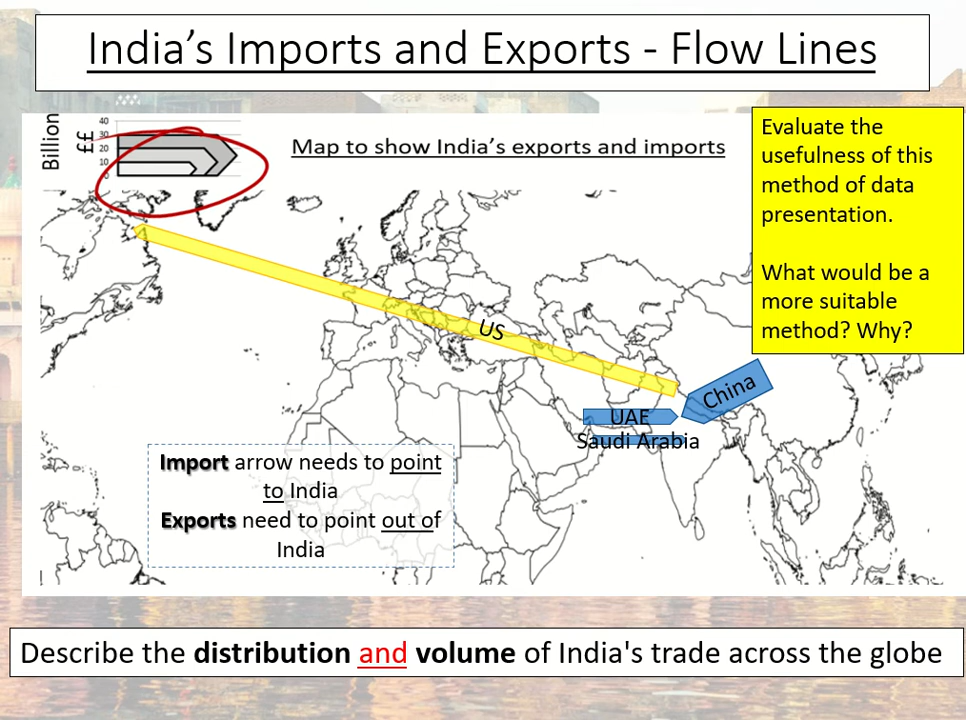 India's Imports and Exports - Flow Lines
Billion
££
40
30
20
10
0
Map to show India's exports and imports
Evaluate the
usefulness of this
method of data
presentation.
What would be a
more suitable
method? Why?
US
China
UAE
Saudi Arabia
Import arrow needs to point
to India
Exports need to point out of
India
Describe the distribution and volume of India's trade across the globe